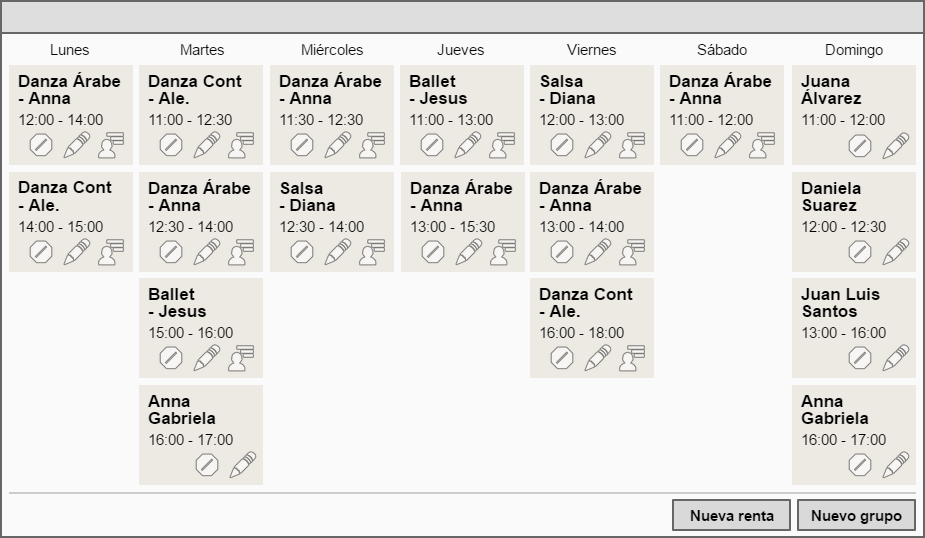 Lunes
Martes
Miércoles
Jueves
Viernes
Sábado
Domingo
Danza Árabe
- Anna
12:00 - 14:00
Danza Cont
- Ale.
11:00 - 12:30
Danza Árabe
- Anna
11:30 - 12:30
Ballet
- Jesus
11:00 - 13:00
Salsa
- Diana
12:00 - 13:00
Danza Árabe
- Anna
11:00 - 12:00
Juana
Álvarez
11:00 - 12:00
Danza Cont
- Ale.
14:00 - 15:00
Danza Árabe
- Anna
12:30 - 14:00
Salsa
- Diana
12:30 - 14:00
Danza Árabe
- Anna
13:00 - 15:30
Danza Árabe
- Anna
13:00 - 14:00
Daniela
Suarez
12:00 - 12:30
Ballet
- Jesus
15:00 - 16:00
Danza Cont
- Ale.
16:00 - 18:00
Juan Luis
Santos
13:00 - 16:00
Anna
Gabriela
16:00 - 17:00
Anna
Gabriela
16:00 - 17:00
Nueva renta
Nuevo grupo